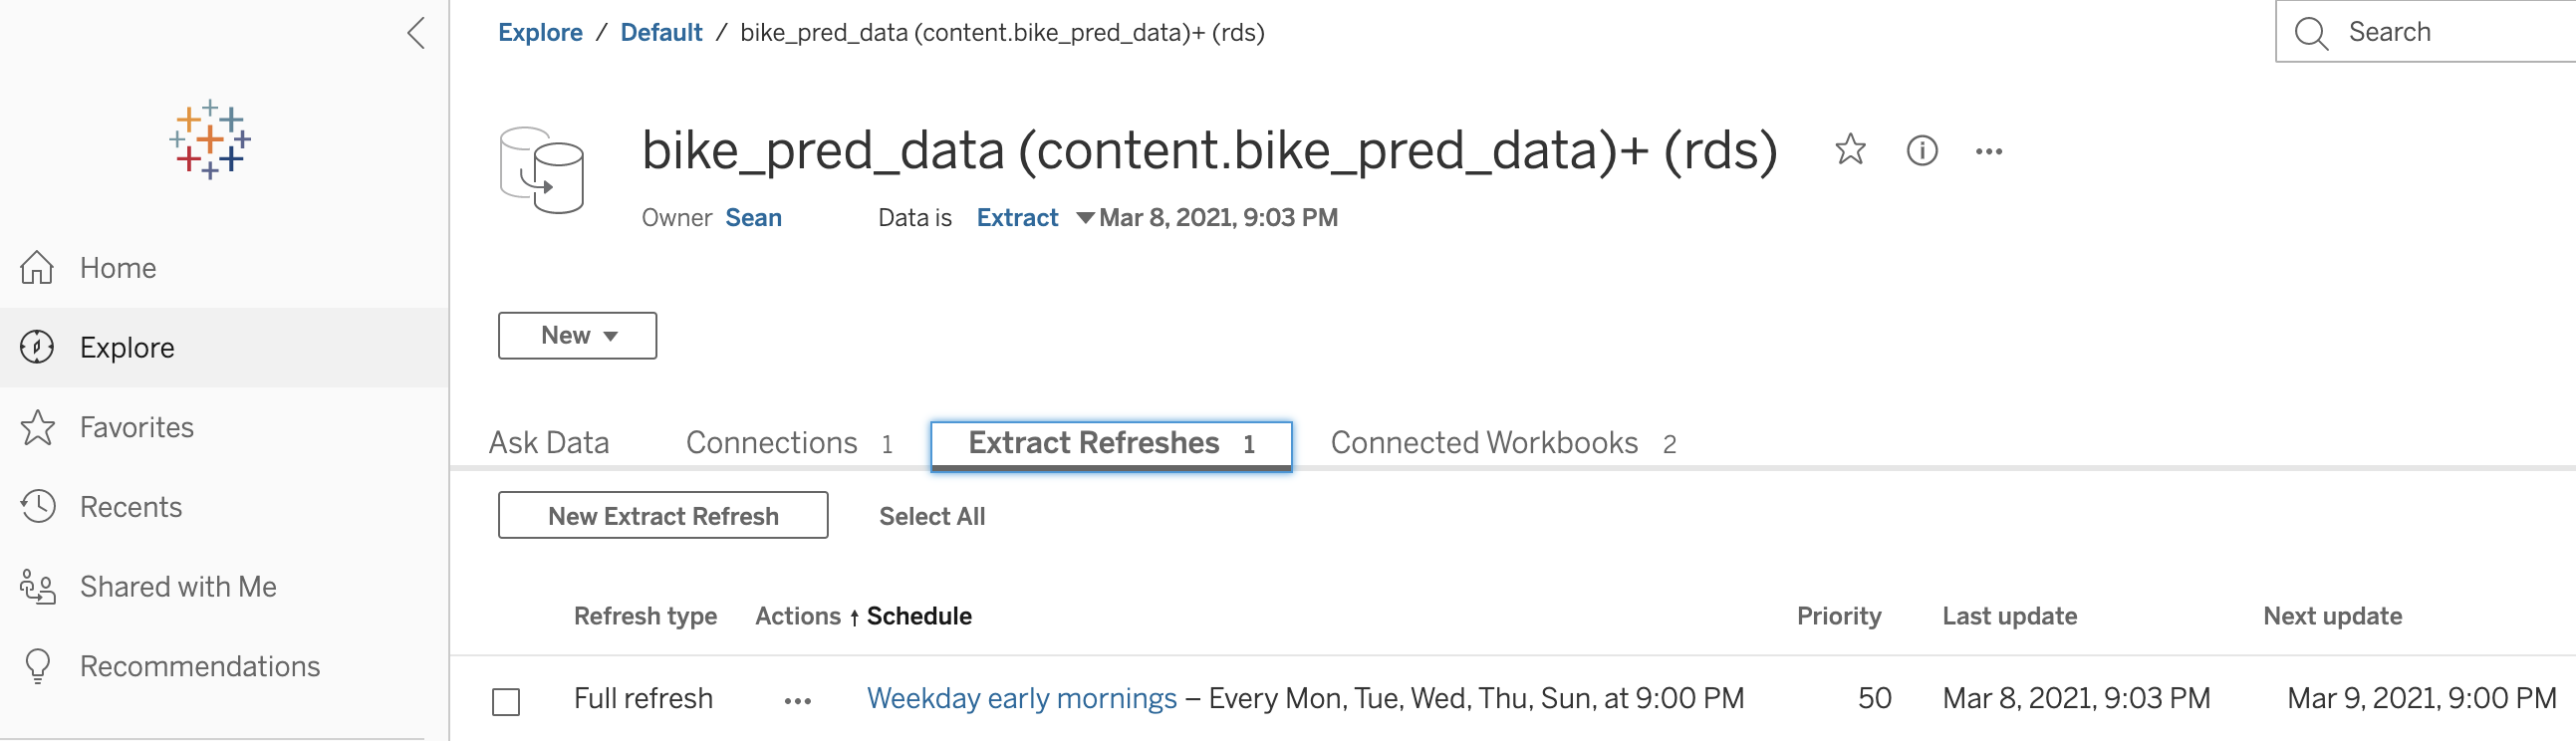 Explore / Default / bike_pred_data (content.bike_pred_data)+ (rds)
Search
bike_pred_data (content.bike_pred_data)+ (rds)
Owner Sean Data is Extract Mar 8, 2021, 9:03 PM
Home
Explore
Favorites
Recents
Shared with Me
Recommendations
New
Ask Data Connections 1 Extract Refreshes 1 Connected Workbooks 2
New Extract Refresh Select All
Refresh type Actions ↑ Schedule Priority Last update Next update
Full refresh ••• Weekday early mornings – Every Mon, Tue, Wed, Thu, Sun, at 9:00 PM 50 Mar 8, 2021, 9:03 PM Mar 9, 2021, 9:00 PM